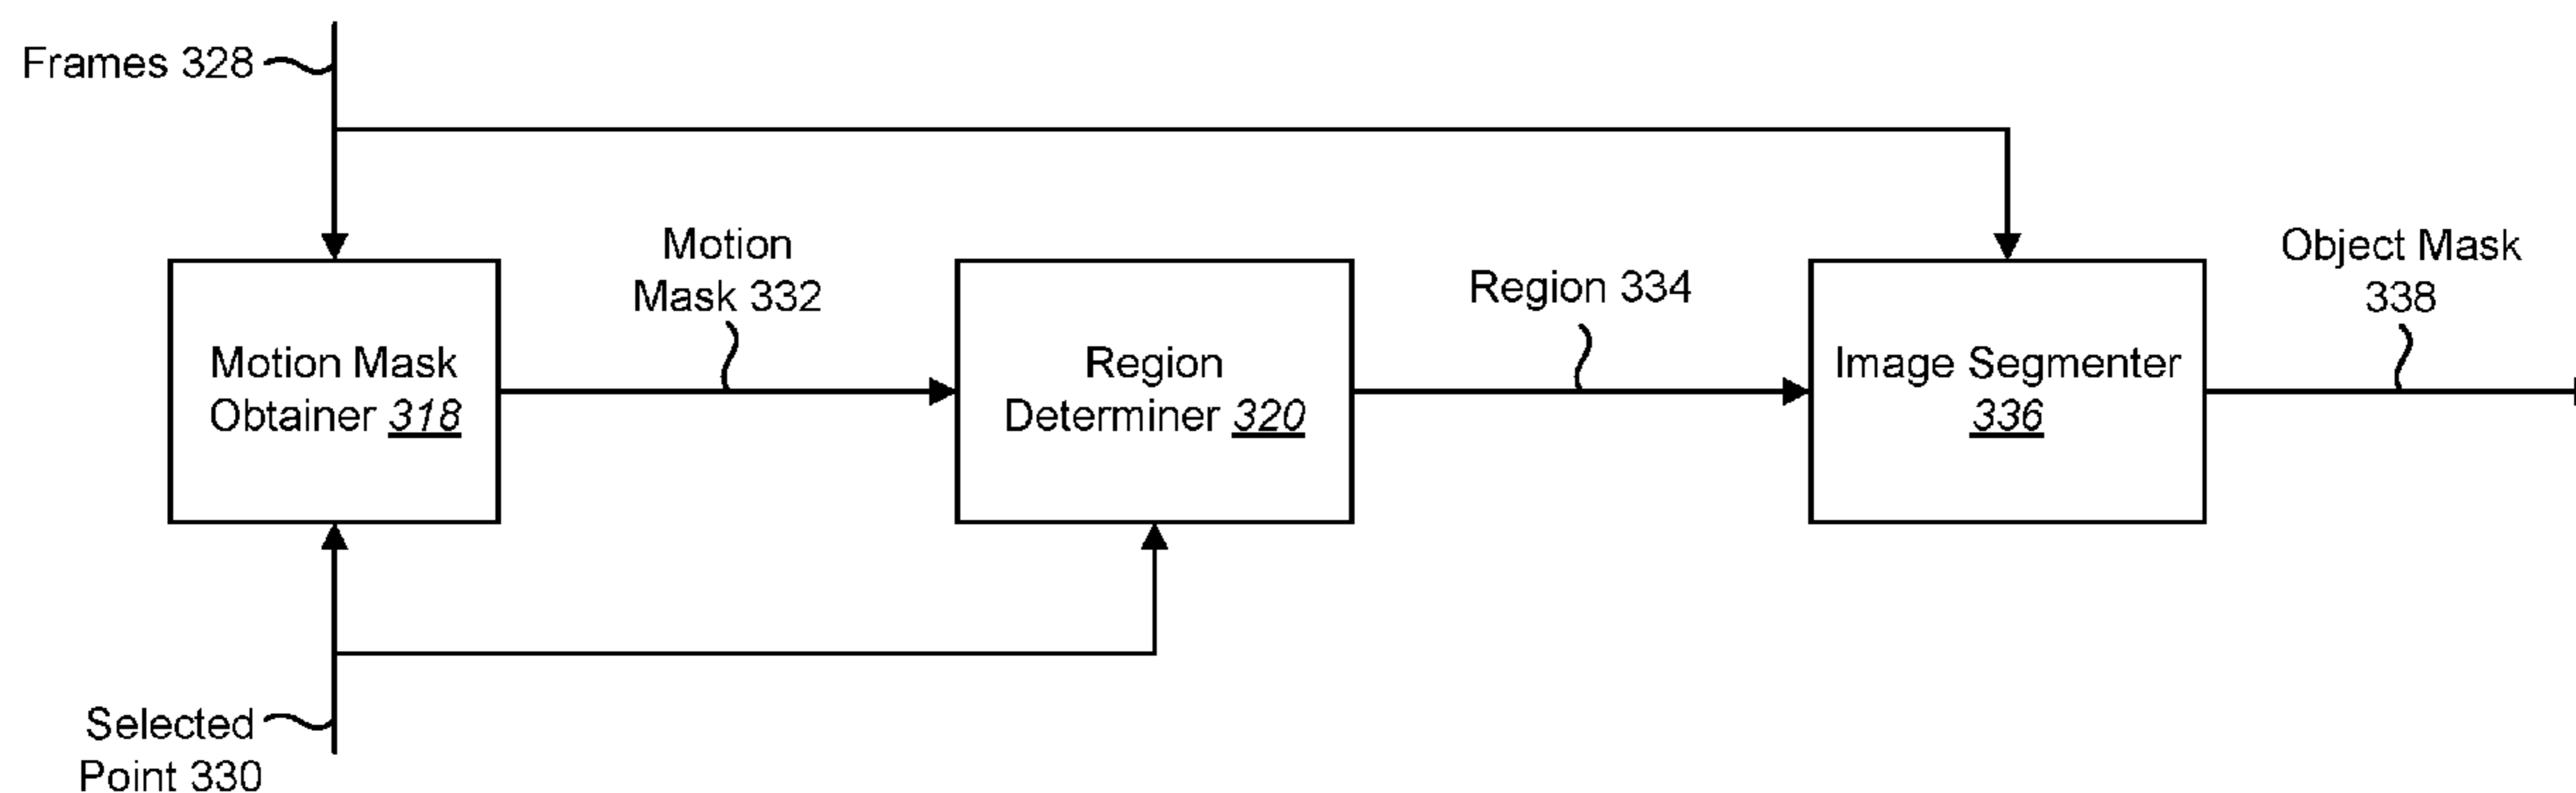 Frames 328
Motion
Mask 332
Region 334
Object Mask
338
Motion Mask
Obtainer 318
Region
Determiner 320
Image Segmenter
336
Selected
Point 330